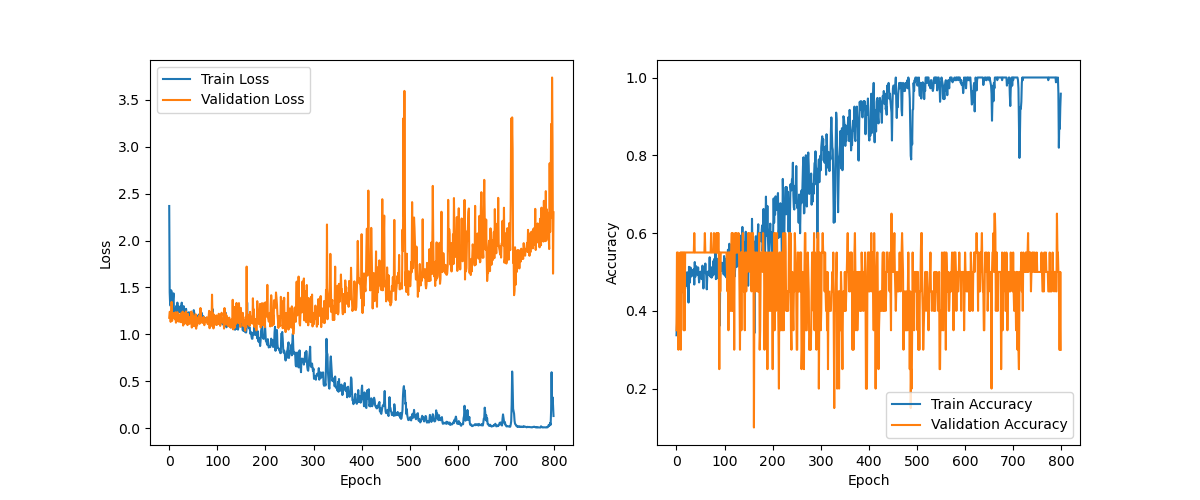 Train Loss
Validation Loss
3.5
3.0
2.5
2.0
1.5
1.0
0.5
0.0
Loss
0 100 200 300 400 500 600 700 800
Epoch
1.0
0.8
0.6
0.4
0.2
Accuracy
Train Accuracy
Validation Accuracy
0 100 200 300 400 500 600 700 800
Epoch